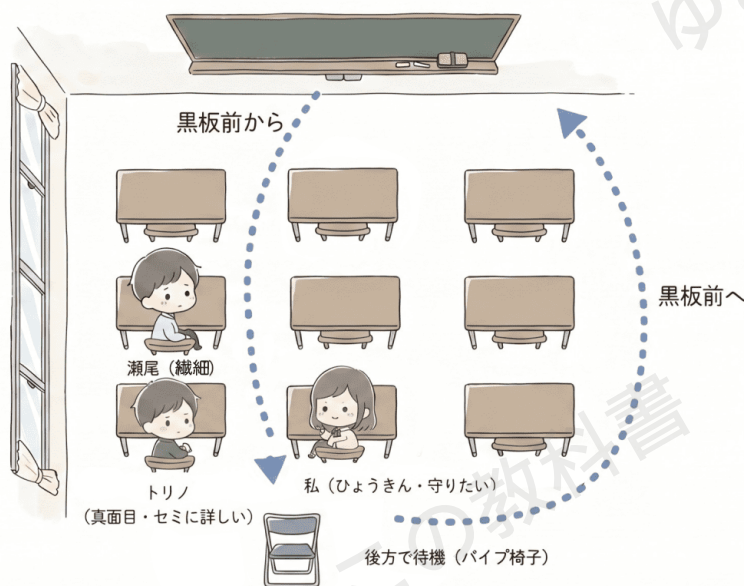 黒板前から
黒板前へ
瀬尾（繊細）
トリノ
（真面目・セミに詳しい）
私（ひょうきん・守りたい）
後方で待機（パイプ椅子）
ゆ
この教科書